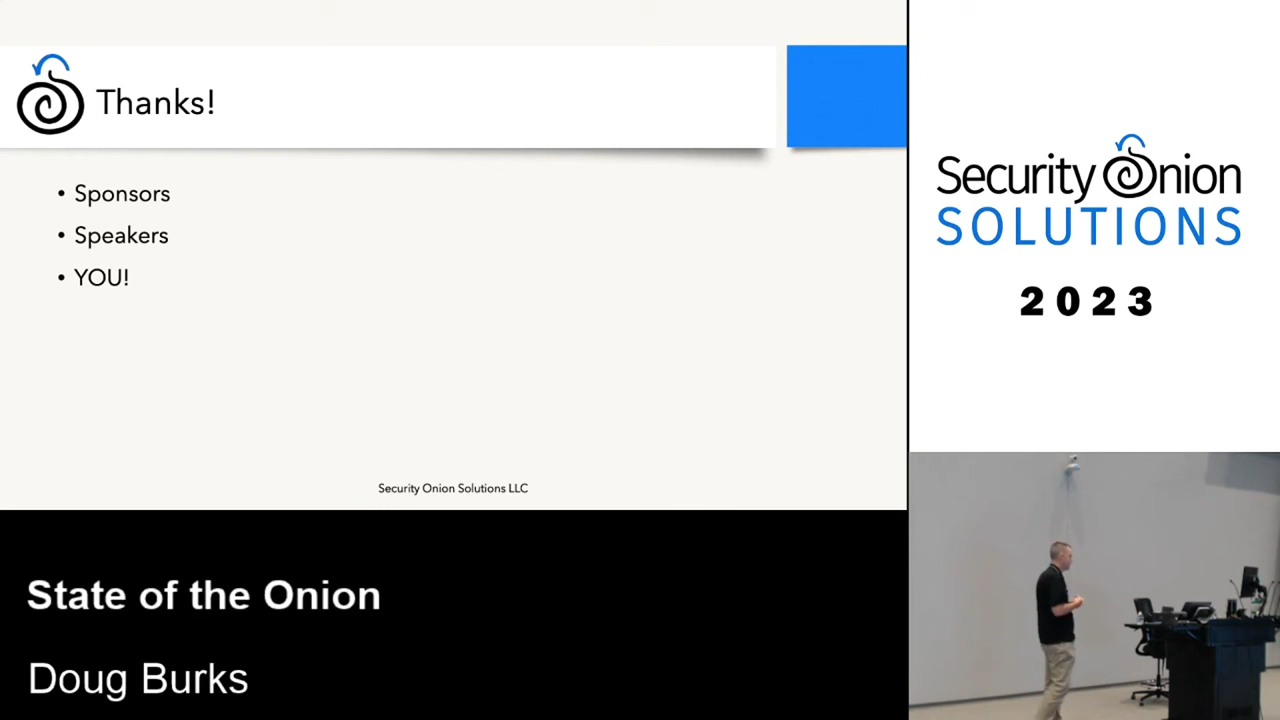 Thanks!
• Sponsors
• Speakers
• YOU!
Security Onion Solutions LLC
State of the Onion
Doug Burks
Security Onion
SOLUTIONS
2023